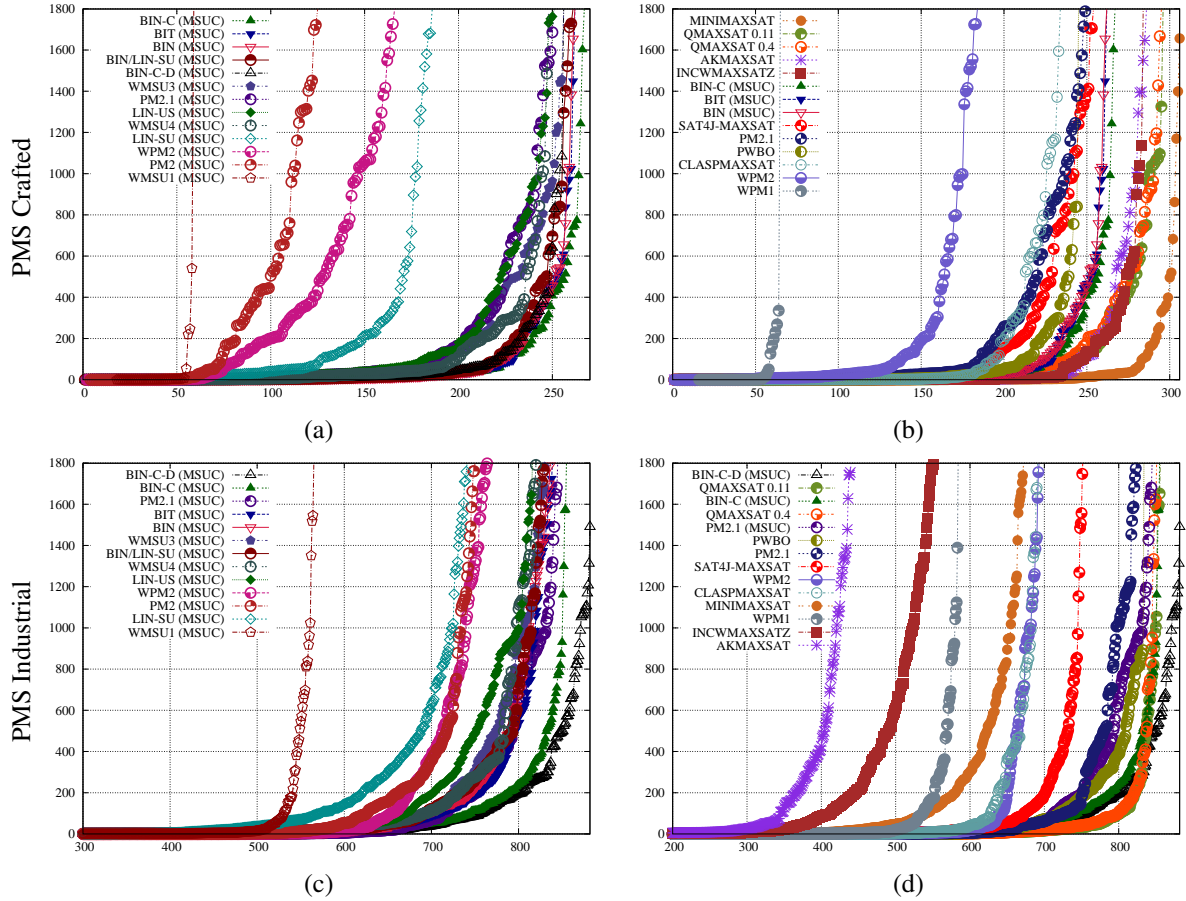 PMS Crafted
BIN-C (MSUC)
BIT (MSUC)
BIN (MSUC)
BIN/LIN-SU (MSUC)
BIN-C-D (MSUC)
WMSU3 (MSUC)
PM2.1 (MSUC)
LIN-US (MSUC)
WMSU4 (MSUC)
LIN-SU (MSUC)
WPM2 (MSUC)
PM2 (MSUC)
WMSU1 (MSUC)
1800
1600
1400
1200
1000
800
600
400
200
0
0 50 100 150 200 250
(a)
MINIMAXSAT
QMAXSAT 0.11
QMAXSAT 0.4
AKMAXSAT
INCWMAXSATZ
BIN-C (MSUC)
BIT (MSUC)
BIN (MSUC)
SAT4J-MAXSAT
PM2.1
PWBO
CLASPMAXSAT
WPM2
WPM1
1800
1600
1400
1200
1000
800
600
400
200
0
0 50 100 150 200 250 300
(b)
PMS Industrial
BIN-C-D (MSUC)
BIN-C (MSUC)
PM2.1 (MSUC)
BIT (MSUC)
BIN (MSUC)
WMSU3 (MSUC)
BIN/LIN-SU (MSUC)
WMSU4 (MSUC)
LIN-US (MSUC)
WPM2 (MSUC)
PM2 (MSUC)
LIN-SU (MSUC)
WMSU1 (MSUC)
1800
1600
1400
1200
1000
800
600
400
200
0
300 400 500 600 700 800
(c)
BIN-C-D (MSUC)
QMAXSAT 0.11
BIN-C (MSUC)
QMAXSAT 0.4
PM2.1 (MSUC)
PWBO
PM2.1
SAT4J-MAXSAT
WPM2
CLASPMAXSAT
MINIMAXSAT
WPM1
INCWMAXSATZ
AKMAXSAT
1800
1600
1400
1200
1000
800
600
400
200
0
200 300 400 500 600 700 800
(d)